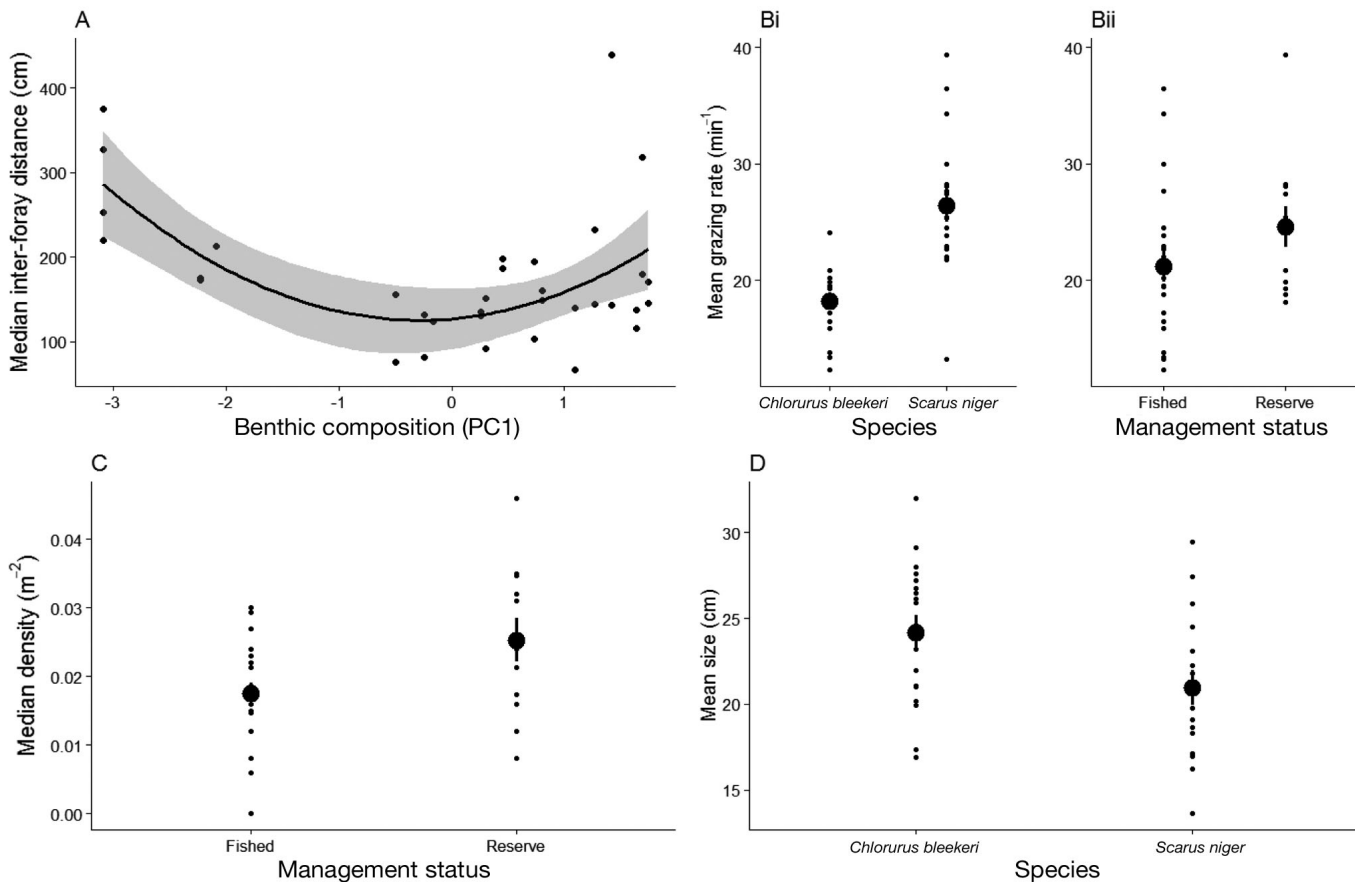 A
Median inter-foray distance (cm)
400
300
200
100
-3
-2
-1
0
1
Benthic composition (PC1)
Bi
Mean grazing rate (min⁻¹)
40
30
20
Chlorurus bleekeri
Scarus niger
Species
Bii
40
30
20
Fished
Reserve
Management status
C
Median density (m⁻²)
0.04
0.03
0.02
0.01
0.00
Fished
Reserve
Management status
D
Mean size (cm)
30
25
20
15
Chlorurus bleekeri
Scarus niger
Species